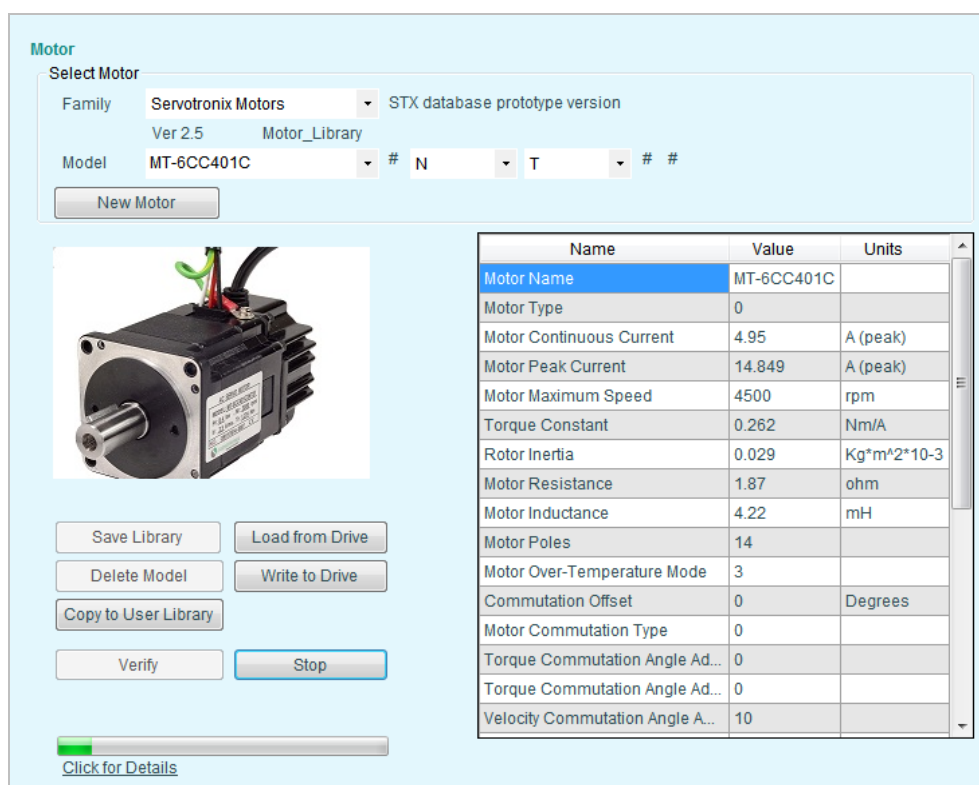 Motor
Select Motor
Family Servotronix Motors STX database prototype version
Ver 2.5 Motor_Library
Model MT-6CC401C # N T # #
New Motor
Name Value Units
Motor Name MT-6CC401C
Motor Type 0
Motor Continuous Current 4.95 A (peak)
Motor Peak Current 14.849 A (peak)
Motor Maximum Speed 4500 rpm
Torque Constant 0.262 Nm/A
Rotor Inertia 0.029 Kg*m^2*10-3
Motor Resistance 1.87 ohm
Motor Inductance 4.22 mH
Motor Poles 14
Motor Over-Temperature Mode 3
Commutation Offset 0 Degrees
Motor Commutation Type 0
Torque Commutation Angle Ad... 0
Torque Commutation Angle Ad... 0
Velocity Commutation Angle A... 10
Save Library Load from Drive
Delete Model Write to Drive
Copy to User Library
Verify Stop
Click for Details